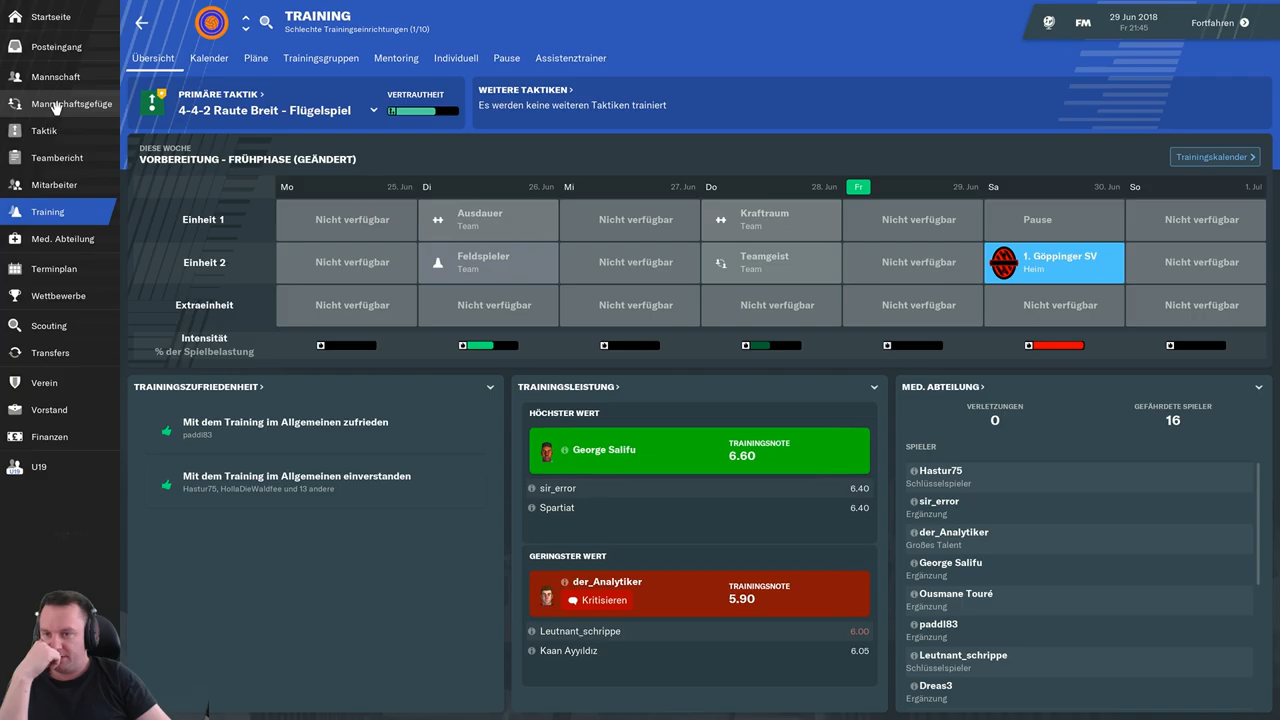 Startseite
Posteingang
Mannschaft
Mannschaftsgefüge
Taktik
Teambericht
Mitarbeiter
Training
Med. Abteilung
Terminplan
Wettbewerbe
Scouting
Transfers
Verein
Vorstand
Finanzen
U19
TRAINING
Schlechte Trainingseinrichtungen (1/10)
FM
29 Jun 2018
Fr 21:45
Fortfahren
Übersicht Kalender Pläne Trainingsgruppen Mentoring Individuell Pause Assistenztrainer
PRIMÄRE TAKTIK
4-4-2 Raute Breit - Flügelspiel
VERTRAUTHEIT
WEITERE TAKTIKEN
Es werden keine weiteren Taktiken trainiert
DIESE WOCHE
VORBEREITUNG - FRÜHPHASE (GEÄNDERT)
Trainingskalender
Mo 25. Jun Di 26. Jun Mi 27. Jun Do 28. Jun Fr 29. Jun Sa 30. Jun So 1. Jul
Einheit 1 Nicht verfügbar Ausdauer Team Nicht verfügbar Kraftraum Team Nicht verfügbar Pause Nicht verfügbar
Einheit 2 Nicht verfügbar Feldspieler Team Nicht verfügbar Teamgeist Team Nicht verfügbar 1. Göppinger SV Heim Nicht verfügbar
Extraeinheit Nicht verfügbar Nicht verfügbar Nicht verfügbar Nicht verfügbar Nicht verfügbar Nicht verfügbar Nicht verfügbar
Intensität
% der Spielbelastung
TRAININGSZUFRIEDENHEIT
Mit dem Training im Allgemeinen zufrieden
paddl83
Mit dem Training im Allgemeinen einverstanden
Hastur75, HollaDieWaldfee und 13 andere
TRAININGSLEISTUNG
HÖCHSTER WERT
George Salifu
TRAININGSNOTE
6.60
sir_error 6.40
Spartiat 6.40
GERINGSTER WERT
der_Analytiker
Kritisieren
TRAININGSNOTE
5.90
Leutnant_schrippe 6.00
Kaan Ayyıldız 6.05
MED. ABTEILUNG
VERLETZUNGEN
0
GEFÄHRDETE SPIELER
16
SPIELER
Hastur75
Schlüsselspieler
sir_error
Ergänzung
der_Analytiker
Großes Talent
George Salifu
Ergänzung
Ousmane Touré
Ergänzung
paddl83
Ergänzung
Leutnant_schrippe
Schlüsselspieler
Dreas3
Ergänzung